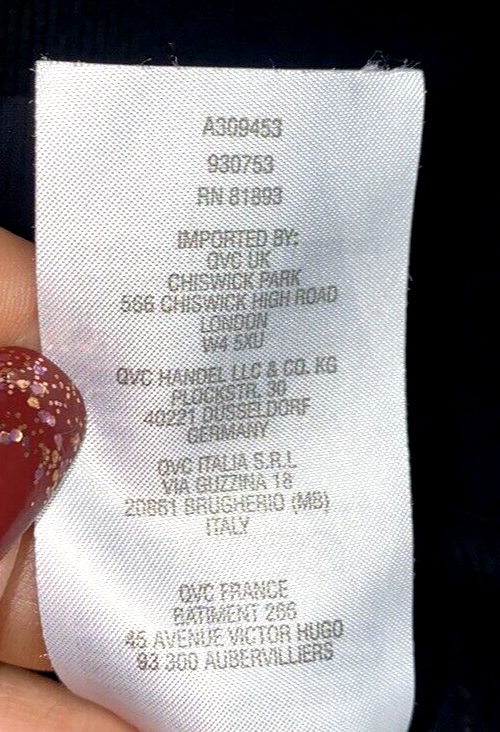 A309453
930753
RN 81893
IMPORTED BY:
QVC UK
CHISWICK PARK
566 CHISWICK HIGH ROAD
LONDON
W4 5XU
QVC HANDEL LLC & CO. KG
PLOCKSTR. 30
40221 DUSSELDORF
GERMANY
QVC ITALIA S.R.L
VIA GUZZINA 18
20861 BRUGHERIO (MB)
ITALY
QVC FRANCE
BATIMENT 266
45 AVENUE VICTOR HUGO
93 300 AUBERVILLIERS